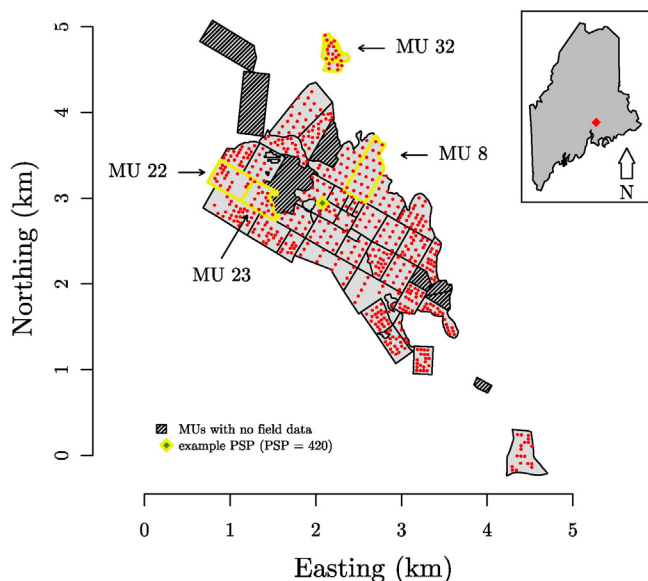 5
4
3
2
1
0
Northing (km)
MU 32
MU 8
MU 22
MU 23
N
MUs with no field data
example PSP (PSP = 420)
0 1 2 3 4 5
Easting (km)